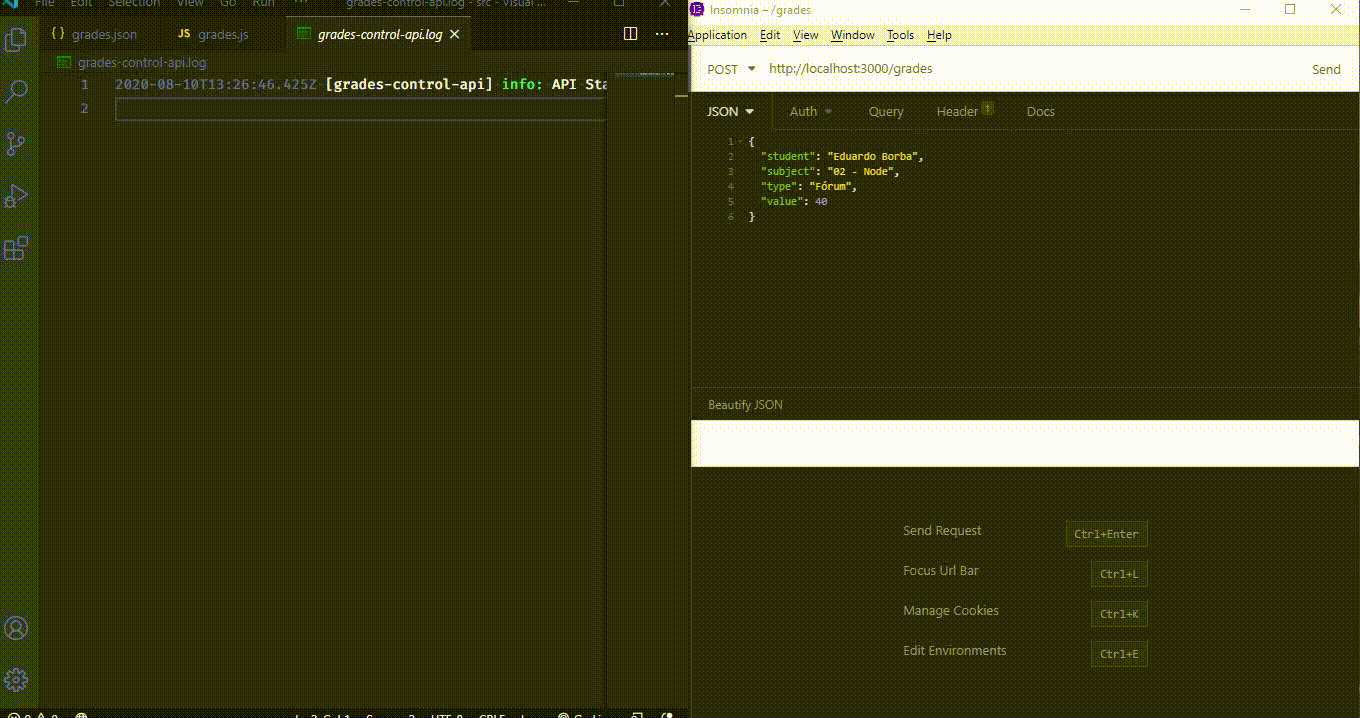 File Edit Selection View Go Run ··· grades-control-api.log - src - Visual ...
{ } grades.json JS grades.js grades-control-api.log
grades-control-api.log
1 2020-08-10T13:26:46.425Z [grades-control-api] info: API Sta
2
Insomnia – /grades
Application Edit View Window Tools Help
POST http://localhost:3000/grades Send
JSON Auth Query Header 1 Docs
1 {
2 "student": "Eduardo Borba",
3 "subject": "02 - Node",
4 "type": "Fórum",
5 "value": 40
6 }
Beautify JSON
Send Request Ctrl+Enter
Focus Url Bar Ctrl+L
Manage Cookies Ctrl+K
Edit Environments Ctrl+E